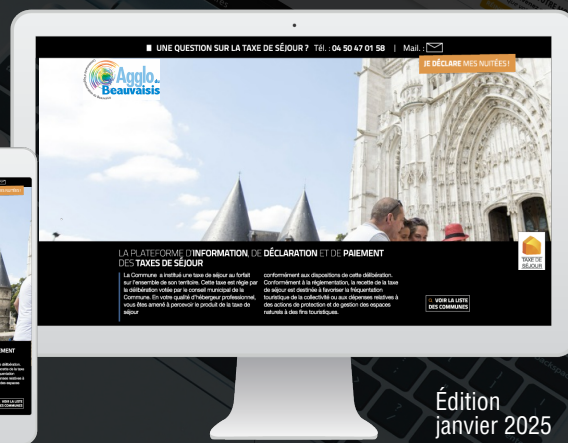 UNE QUESTION SUR LA TAXE DE SÉJOUR ? Tél. : 04 50 47 01 58 | Mail. :
JE DÉCLARE MES NUITÉES !
Agglo du
Beauvaisis
LA PLATEFORME D'INFORMATION, DE DÉCLARATION ET DE PAIEMENT
DES TAXES DE SÉJOUR
La Commune a institué une taxe de séjour au forfait
sur l'ensemble de son territoire. Cette taxe est régie par
la délibération votée par le conseil municipal de la
Commune. En votre qualité d'hébergeur professionnel,
vous êtes amené à percevoir le produit de la taxe de
séjour
conformément aux dispositions de cette délibération.
Conformément à la réglementation, la recette de la taxe
de séjour est destinée à favoriser la fréquentation
touristique de la collectivité ou aux dépenses relatives à
des actions de protection et de gestion des espaces
naturels à des fins touristiques.
VOIR LA LISTE
DES COMMUNES
TAXE DE
SÉJOUR
Édition
janvier 2025